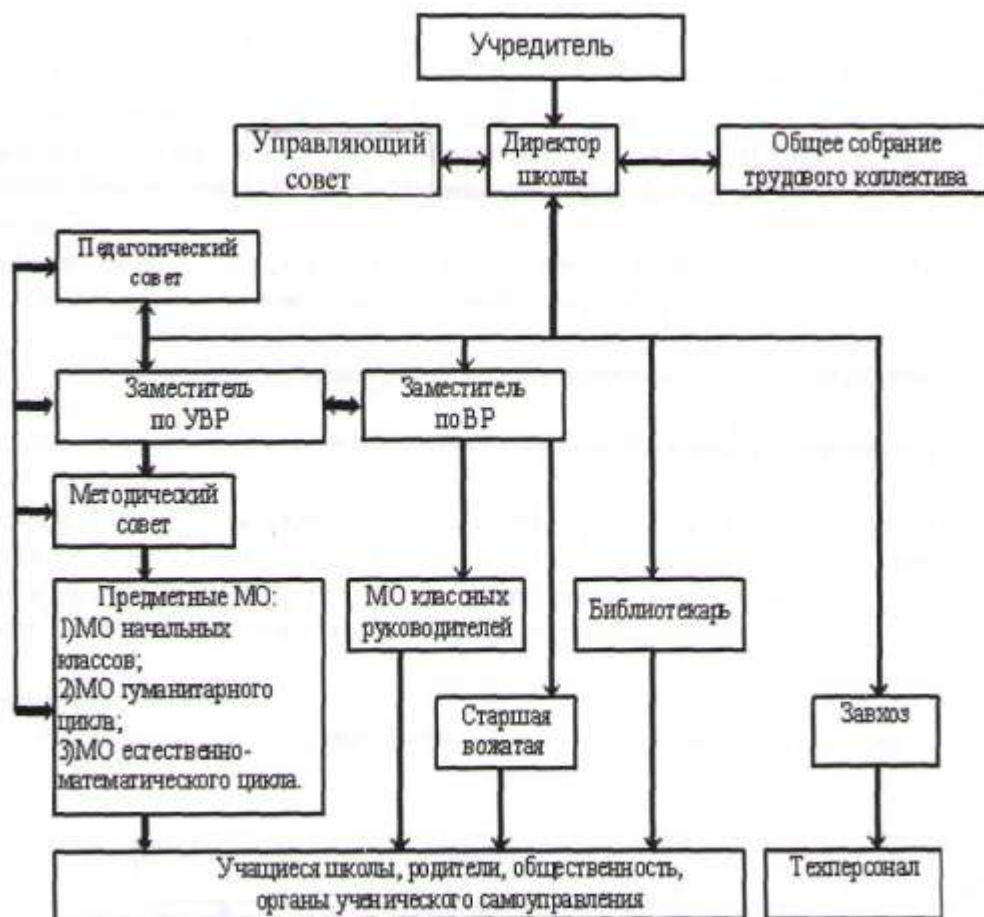 Учредитель
Управляющий
совет
Директор
школы
Общее собрание
трудового коллектива
Педагогический
совет
Заместитель
по УВР
Заместитель
по ВР
Методический
совет
Предметные МО:
1)МО начальных
классов;
2)МО гуманитарного
цикла;
3)МО естественно-
математического цикла.
МО классных
руководителей
Библиотекарь
Старшая
вожатая
Завхоз
Учащиеся школы, родители, общественность,
органы ученического самоуправления
Техперсонал